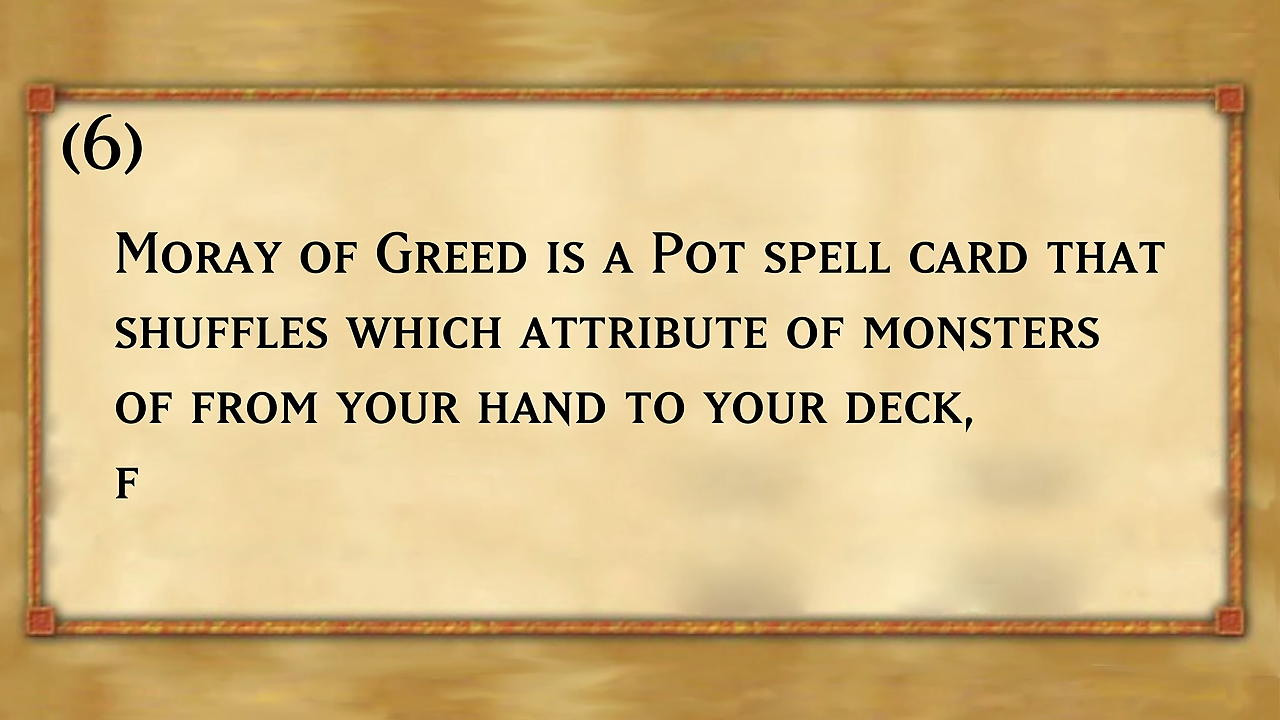 (6)
Moray of Greed is a Pot spell card that
shuffles which attribute of monsters
of from your hand to your deck,
f